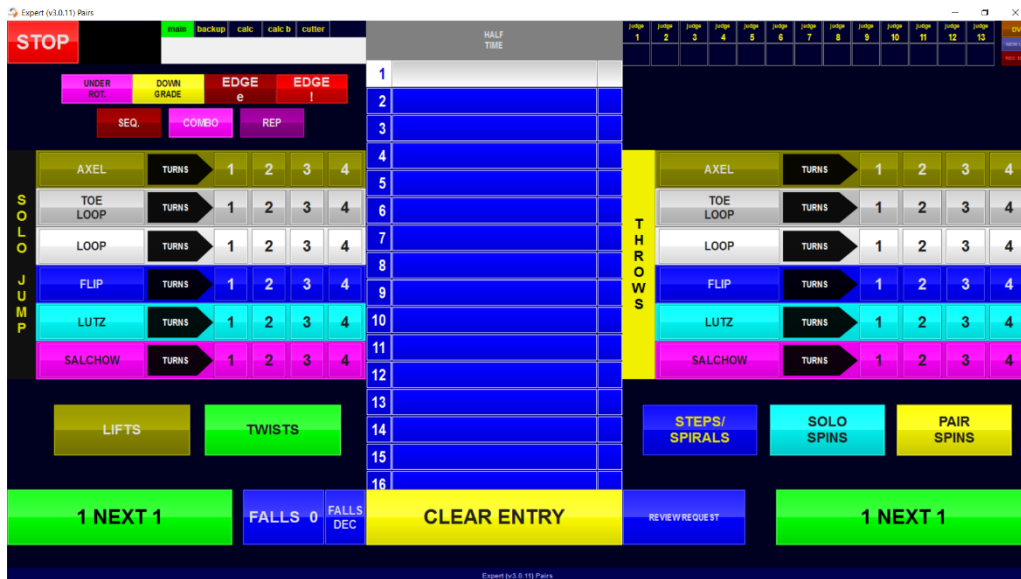 Expert (v3.0.11) Pairs
STOP
main backup calc calc b cutter
HALF
TIME
judge judge judge judge judge judge judge judge judge judge judge judge judge
1 2 3 4 5 6 7 8 9 10 11 12 13
UNDER
ROT.
DOWN
GRADE
EDGE
e
EDGE
!
SEQ. COMBO REP
1
2
3
4
5
6
7
8
9
10
11
12
13
14
15
16
SOLO JUMP
AXEL TURNS 1 2 3 4
TOE
LOOP
TURNS 1 2 3 4
LOOP TURNS 1 2 3 4
FLIP TURNS 1 2 3 4
LUTZ TURNS 1 2 3 4
SALCHOW TURNS 1 2 3 4
THROWS
AXEL TURNS 1 2 3 4
TOE
LOOP
TURNS 1 2 3 4
LOOP TURNS 1 2 3 4
FLIP TURNS 1 2 3 4
LUTZ TURNS 1 2 3 4
SALCHOW TURNS 1 2 3 4
LIFTS TWISTS
STEPS/
SPIRALS
SOLO
SPINS
PAIR
SPINS
1 NEXT 1
FALLS 0
FALLS
DEC
CLEAR ENTRY
REVIEW REQUEST
1 NEXT 1
Expert (v3.0.11) Pairs